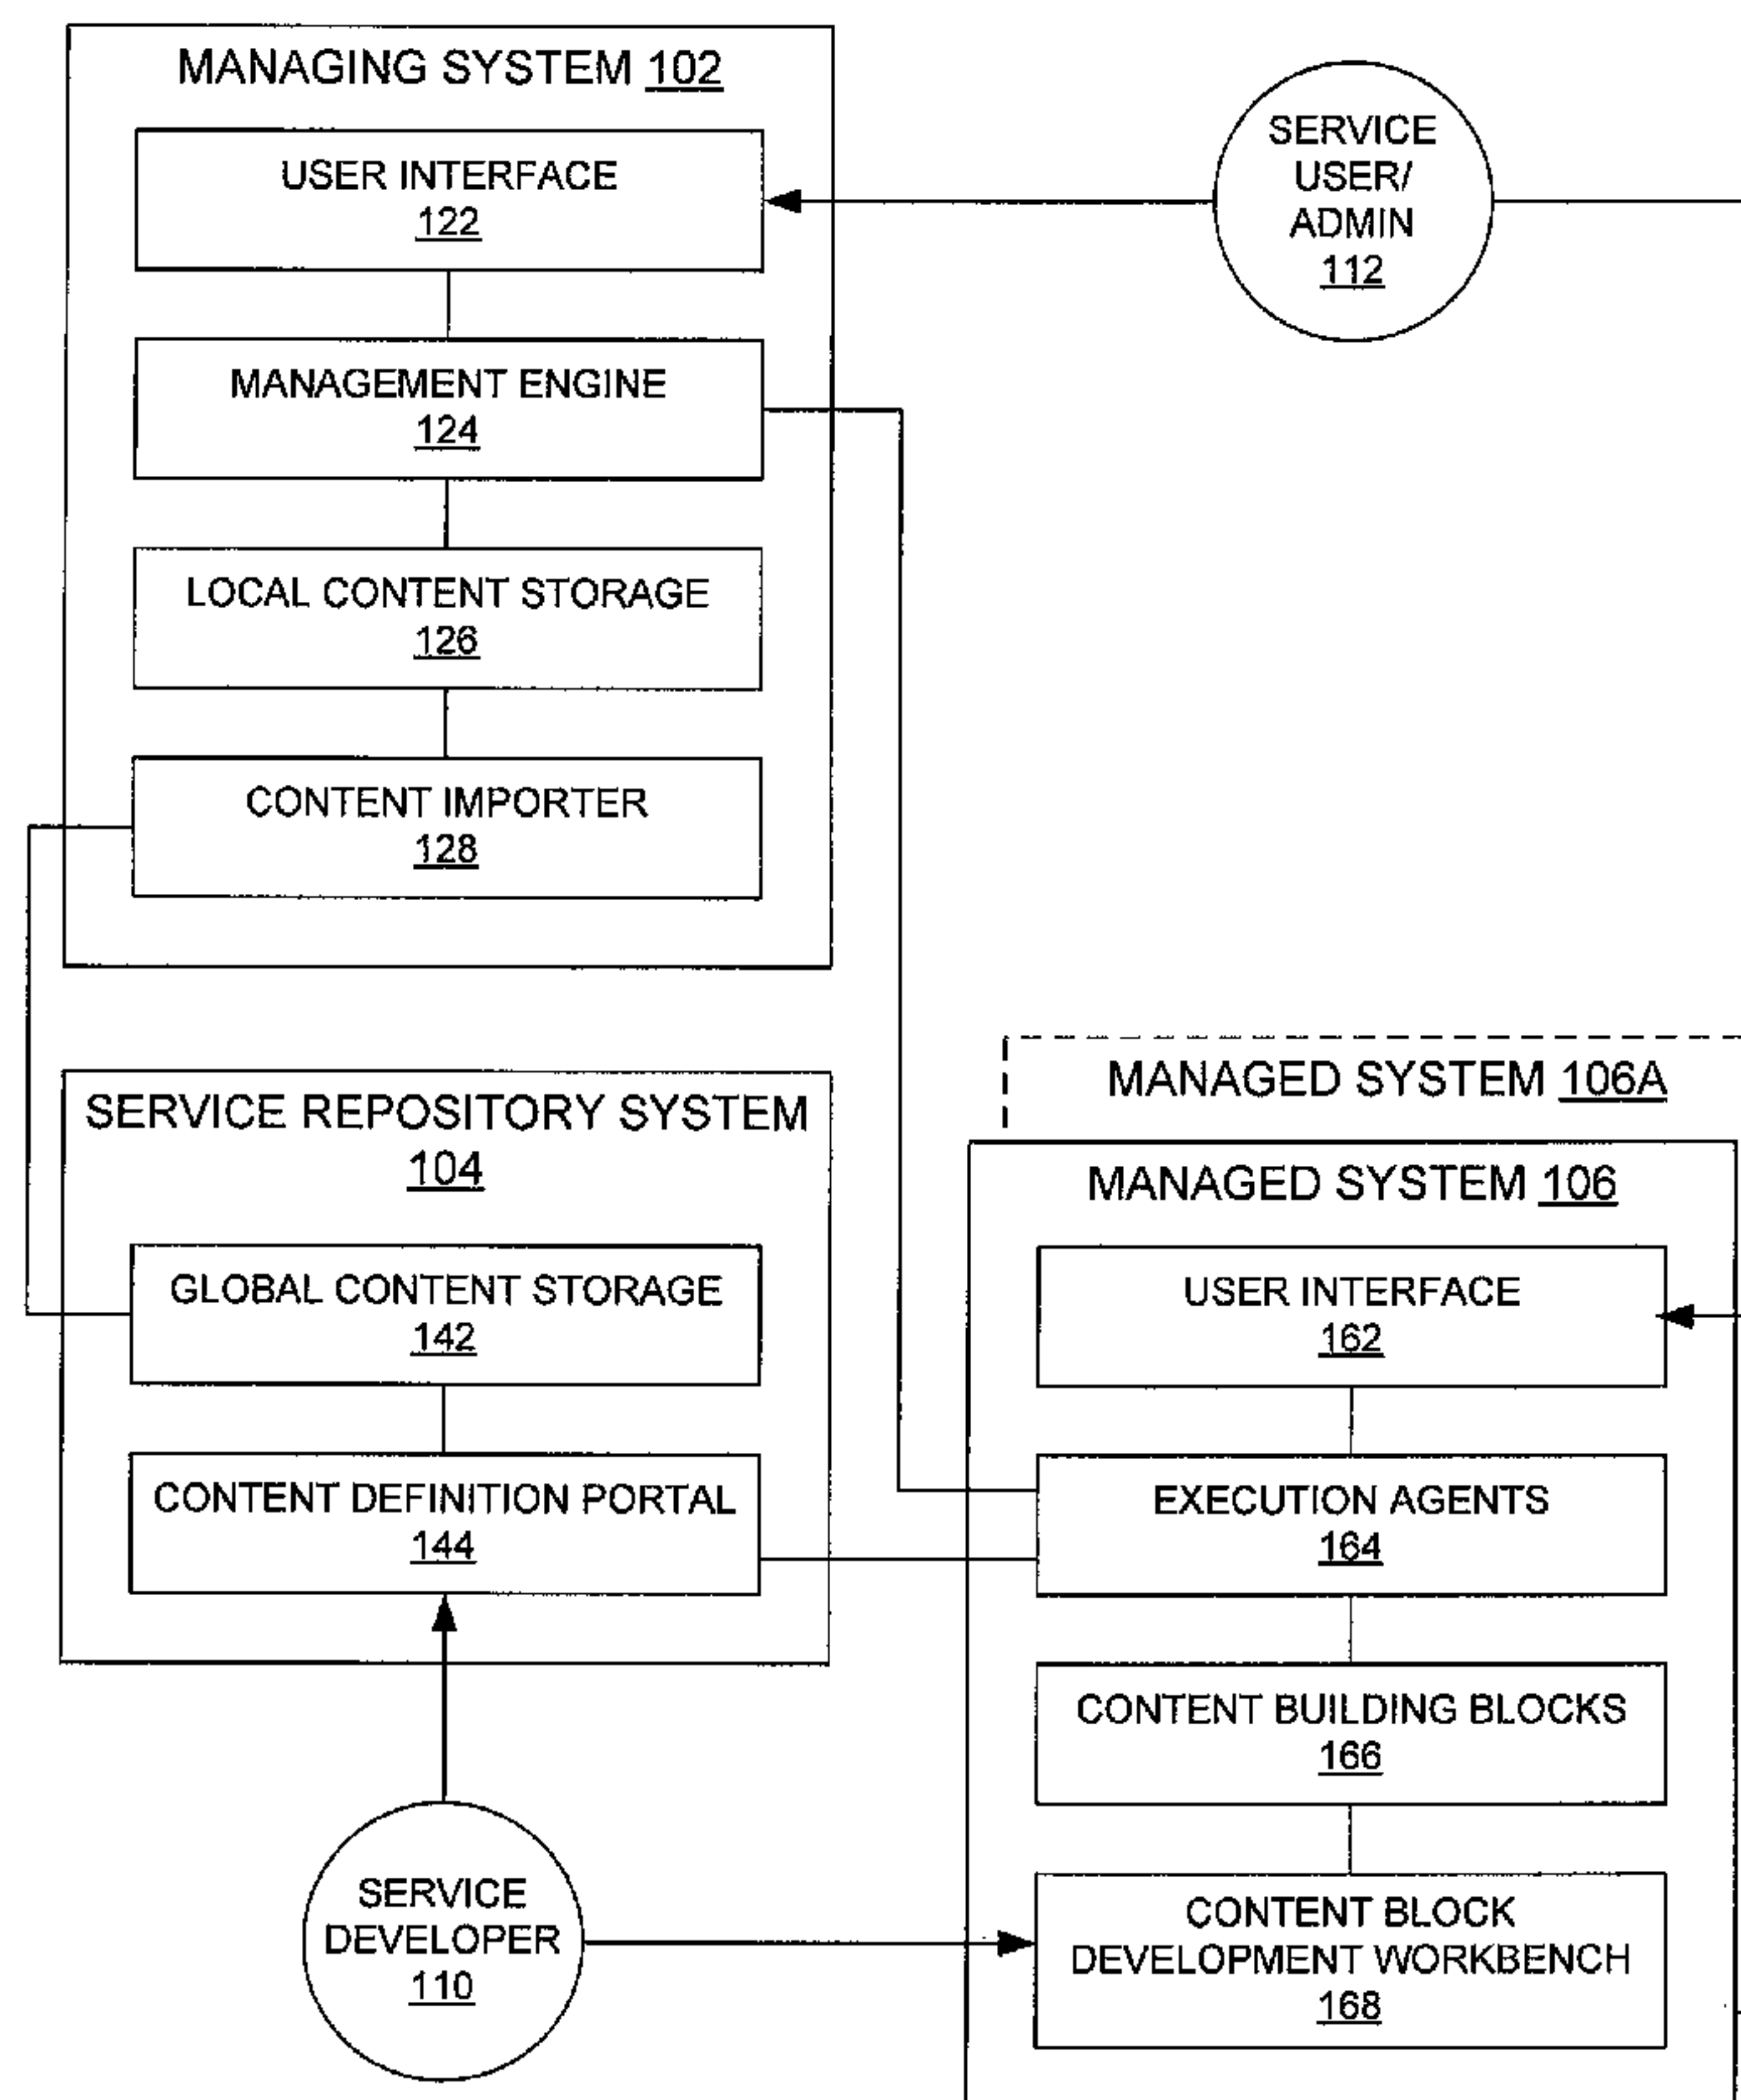 MANAGING SYSTEM 102
USER INTERFACE
122
MANAGEMENT ENGINE
124
LOCAL CONTENT STORAGE
126
CONTENT IMPORTER
128
SERVICE
USER/
ADMIN
112
SERVICE REPOSITORY SYSTEM
104
GLOBAL CONTENT STORAGE
142
CONTENT DEFINITION PORTAL
144
SERVICE
DEVELOPER
110
MANAGED SYSTEM 106A
MANAGED SYSTEM 106
USER INTERFACE
162
EXECUTION AGENTS
164
CONTENT BUILDING BLOCKS
166
CONTENT BLOCK
DEVELOPMENT WORKBENCH
168